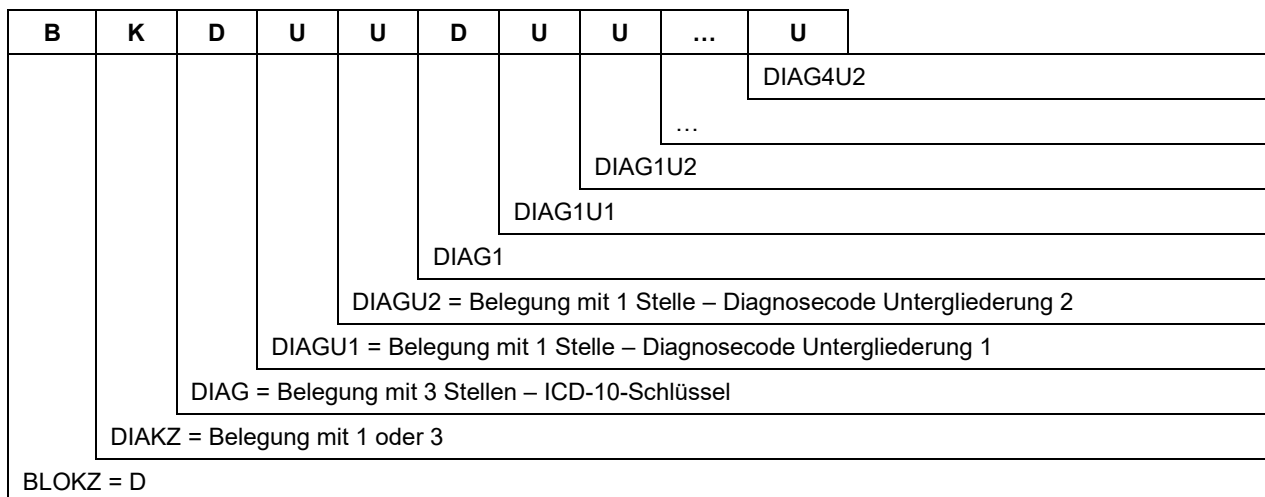 B K D U U D U U … U
DIAG4U2
…
DIAG1U2
DIAG1U1
DIAG1
DIAGU2 = Belegung mit 1 Stelle – Diagnosecode Untergliederung 2
DIAGU1 = Belegung mit 1 Stelle – Diagnosecode Untergliederung 1
DIAG = Belegung mit 3 Stellen – ICD-10-Schlüssel
DIAKZ = Belegung mit 1 oder 3
BLOKZ = D